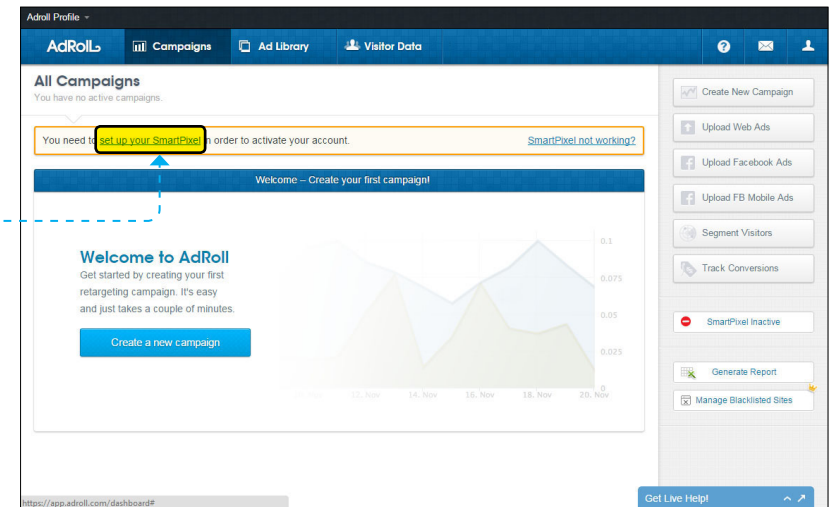 Adroll Profile
AdRoll
Campaigns
Ad Library
Visitor Data
All Campaigns
You have no active campaigns.
You need to set up your SmartPixel in order to activate your account.
SmartPixel not working?
Welcome – Create your first campaign!
Welcome to AdRoll
Get started by creating your first
retargeting campaign. It's easy
and just takes a couple of minutes.
Create a new campaign
0.1
0.075
0.05
0.025
0
12. Nov 14. Nov 16. Nov 18. Nov 20. Nov
Create New Campaign
Upload Web Ads
Upload Facebook Ads
Upload FB Mobile Ads
Segment Visitors
Track Conversions
SmartPixel Inactive
Generate Report
Manage Blacklisted Sites
Get Live Help!
https://app.adroll.com/dashboard#